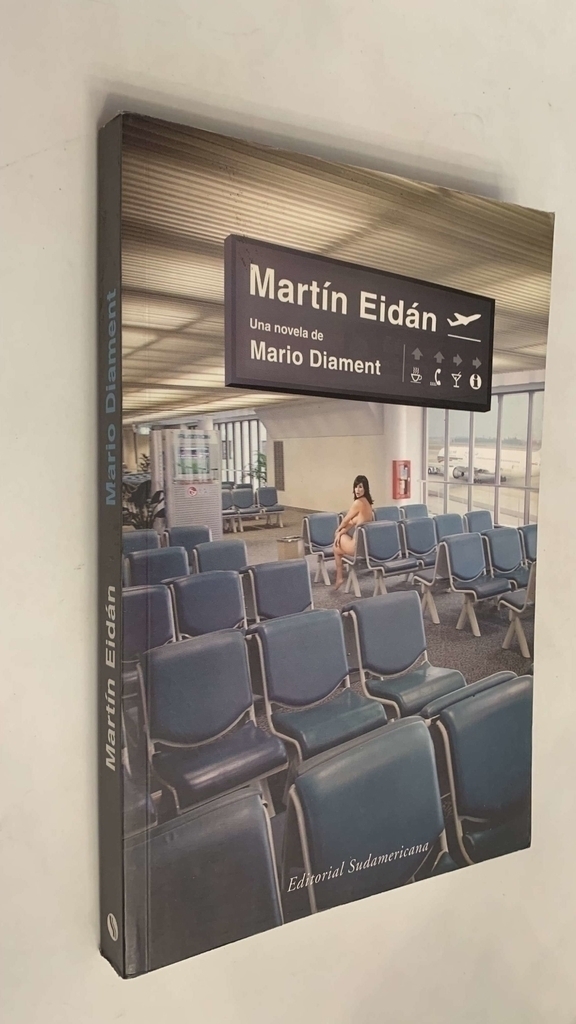 Martín Eidán
Una novela de
Mario Diament
Editorial Sudamericana
Martín Eidán
Mario Diament